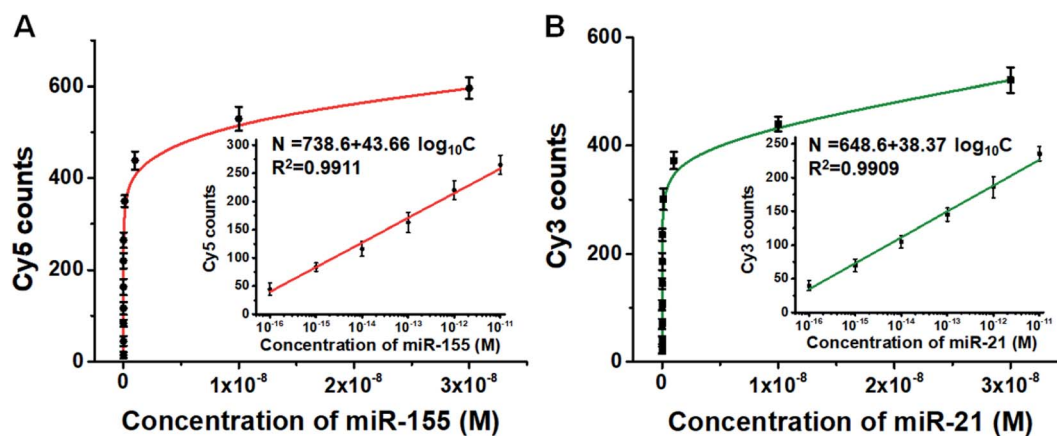 A
Cy5 counts
600
400
200
0
N =738.6+43.66 log₁₀C
R²=0.9911
Cy5 counts
300
250
200
150
100
50
0
10⁻¹⁶ 10⁻¹⁵ 10⁻¹⁴ 10⁻¹³ 10⁻¹² 10⁻¹¹
Concentration of miR-155 (M)
0 1x10⁻⁸ 2x10⁻⁸ 3x10⁻⁸
Concentration of miR-155 (M)
B
Cy3 counts
600
400
200
0
N =648.6+38.37 log₁₀C
R²=0.9909
Cy3 counts
250
200
150
100
50
0
10⁻¹⁶ 10⁻¹⁵ 10⁻¹⁴ 10⁻¹³ 10⁻¹² 10⁻¹¹
Concentration of miR-21 (M)
0 1x10⁻⁸ 2x10⁻⁸ 3x10⁻⁸
Concentration of miR-21 (M)